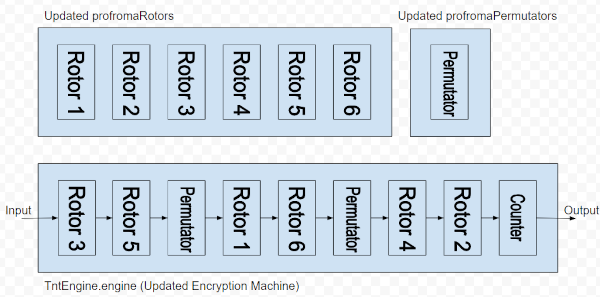 Updated profromaRotors
Updated profromaPermutators
Rotor 1
Rotor 2
Rotor 3
Rotor 4
Rotor 5
Rotor 6
Permutator
Input
Rotor 3
Rotor 5
Permutator
Rotor 1
Rotor 6
Permutator
Rotor 4
Rotor 2
Counter
Output
TntEngine.engine (Updated Encryption Machine)